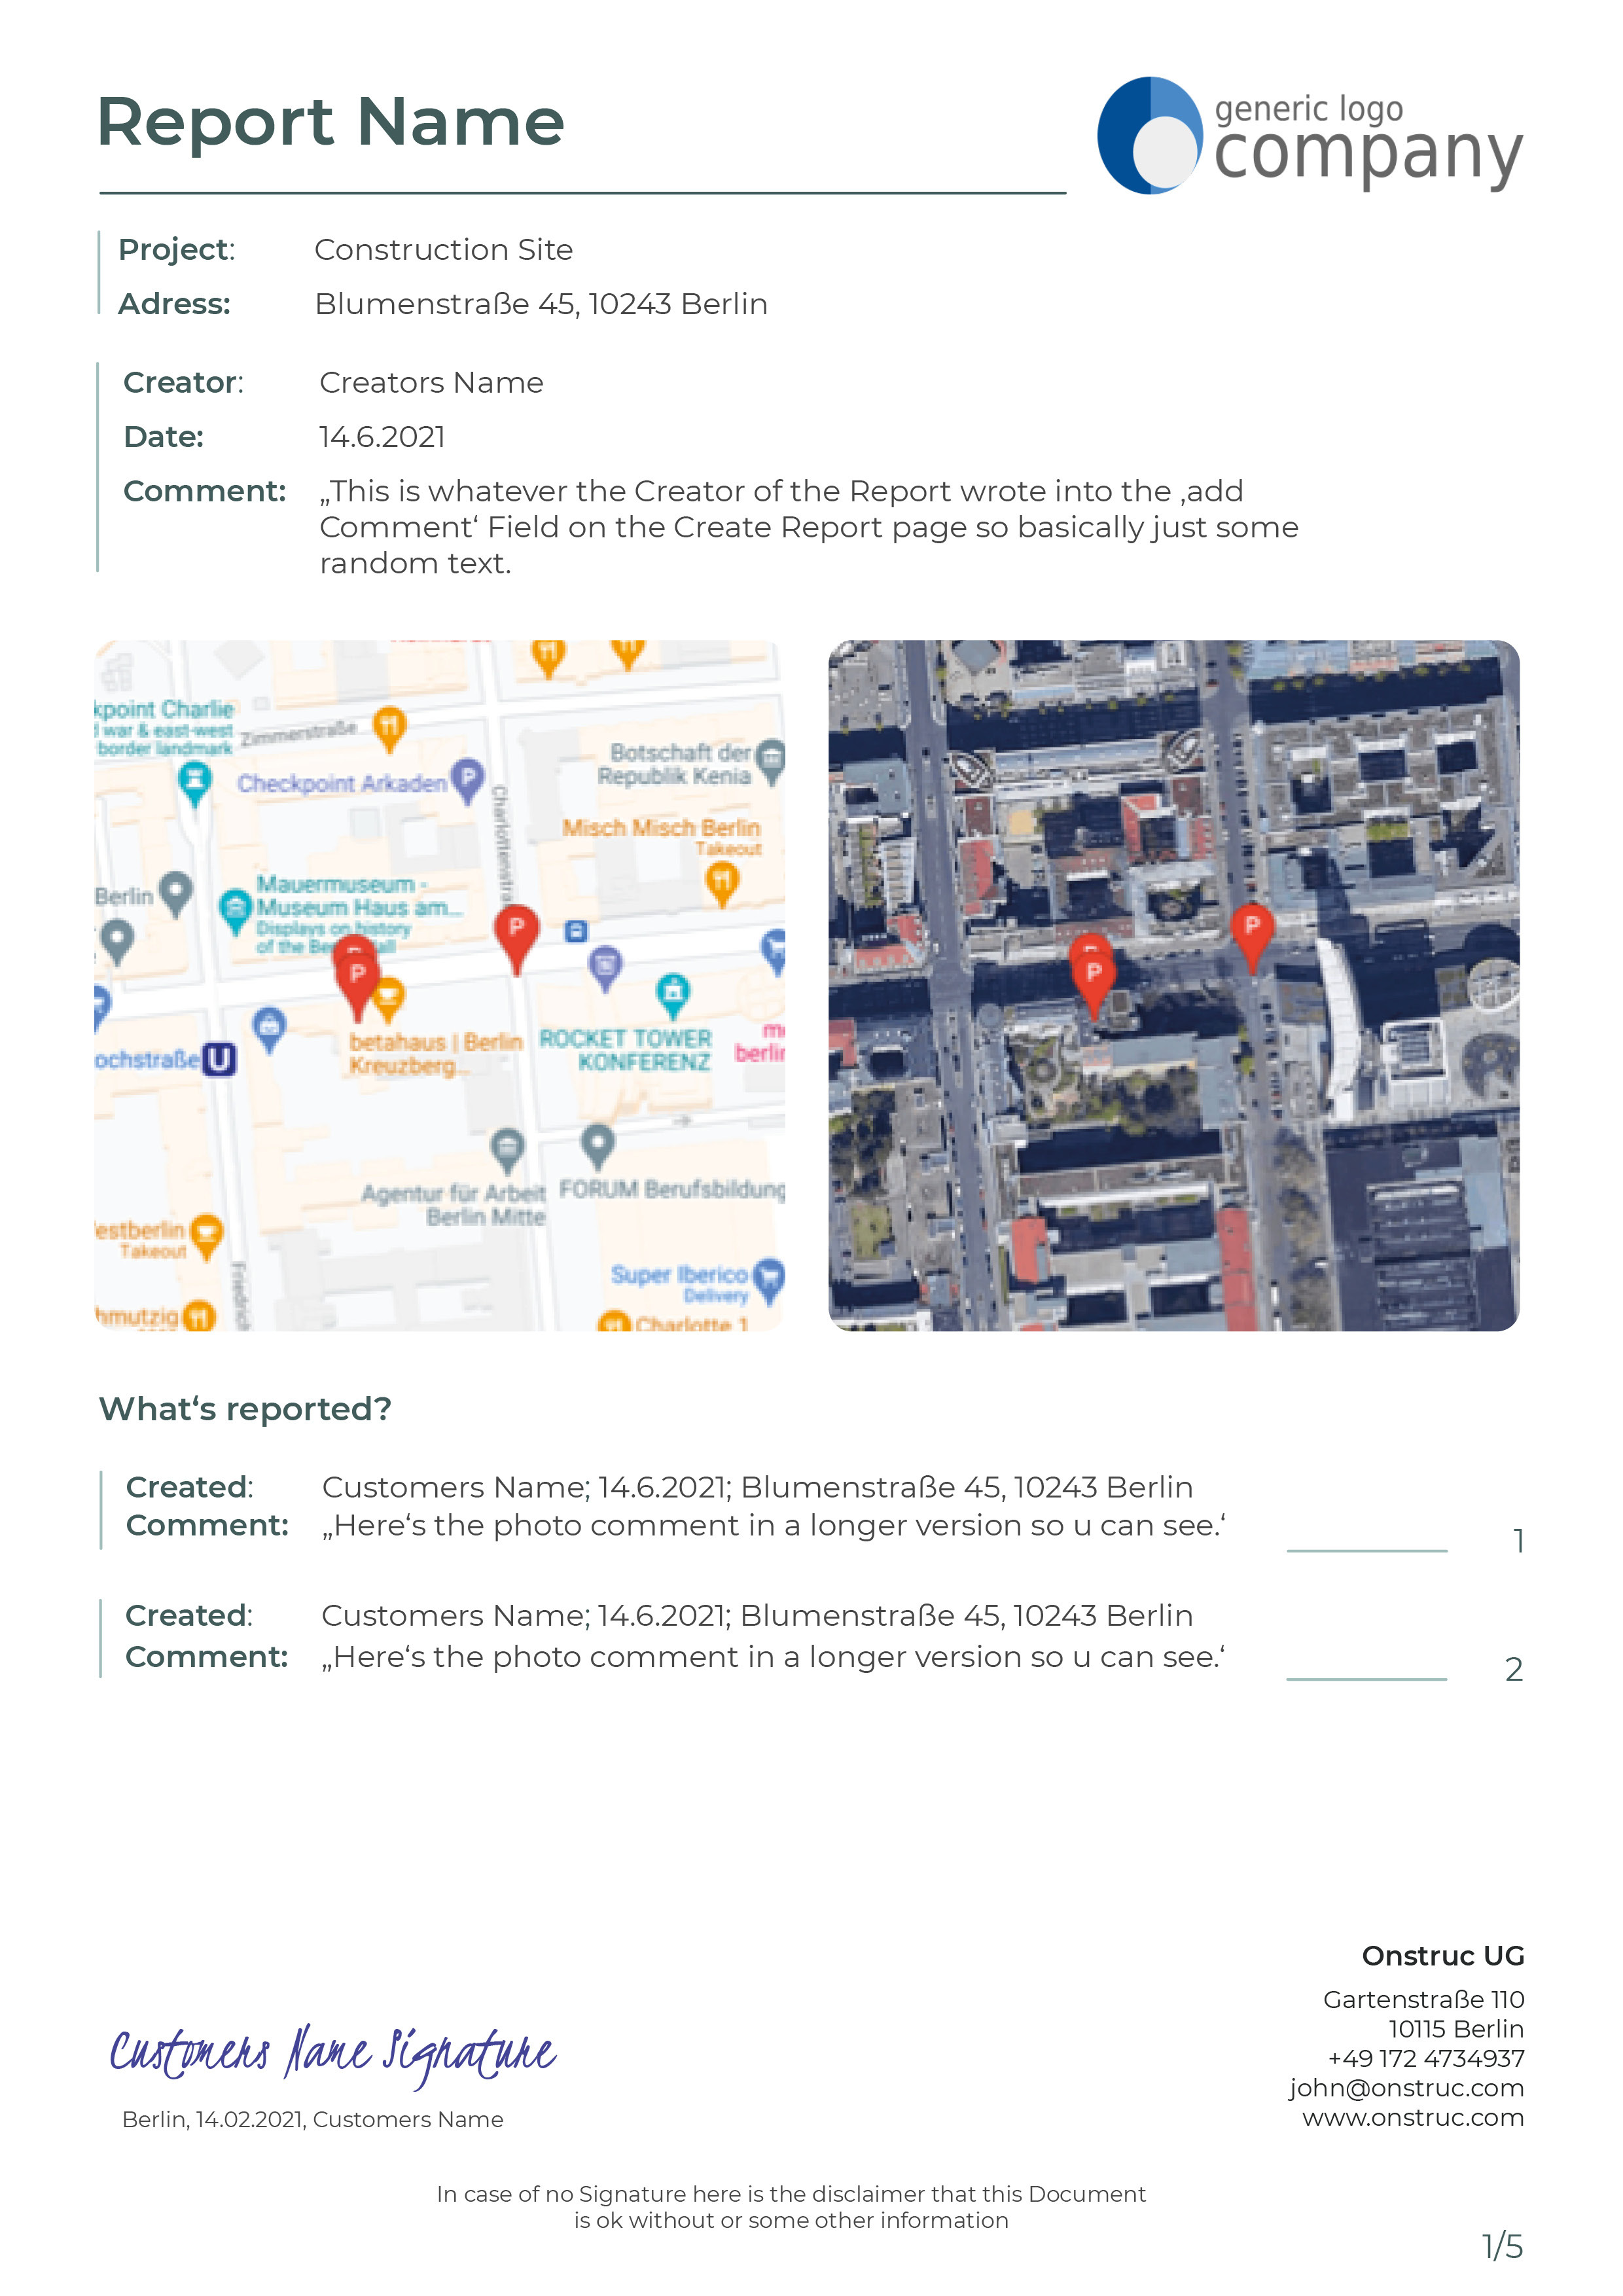 Report Name
generic logo
company
Project: Construction Site
Adress: Blumenstraße 45, 10243 Berlin
Creator: Creators Name
Date: 14.6.2021
Comment: „This is whatever the Creator of the Report wrote into the ‚add
Comment‘ Field on the Create Report page so basically just some
random text.
kpoint Charlie
war & east-west
border landmark
Zimmerstraße
Checkpoint Arkaden
P
Charlottenstra
Botschaft der
Republik Kenia
Misch Misch Berlin
Takeout
Berlin
Mauermuseum -
Museum Haus am...
Displays on history
of the Be all
P
P
P
P
betahaus | Berlin
Kreuzberg...
ROCKET TOWER
KONFERENZ
berlin
ochstraße U
Agentur für Arbeit
Berlin Mitte
FORUM Berufsbildung
estberlin
Takeout
Friedrich
Super Iberico
Delivery
hmutzig
Charlotte 1
What‘s reported?
Created: Customers Name; 14.6.2021; Blumenstraße 45, 10243 Berlin
Comment: „Here‘s the photo comment in a longer version so u can see.‘
1
Created: Customers Name; 14.6.2021; Blumenstraße 45, 10243 Berlin
Comment: „Here‘s the photo comment in a longer version so u can see.‘
2
Onstruc UG
Gartenstraße 110
10115 Berlin
+49 172 4734937
john@onstruc.com
www.onstruc.com
Customers Name Signature
Berlin, 14.02.2021, Customers Name
In case of no Signature here is the disclaimer that this Document
is ok without or some other information
1/5